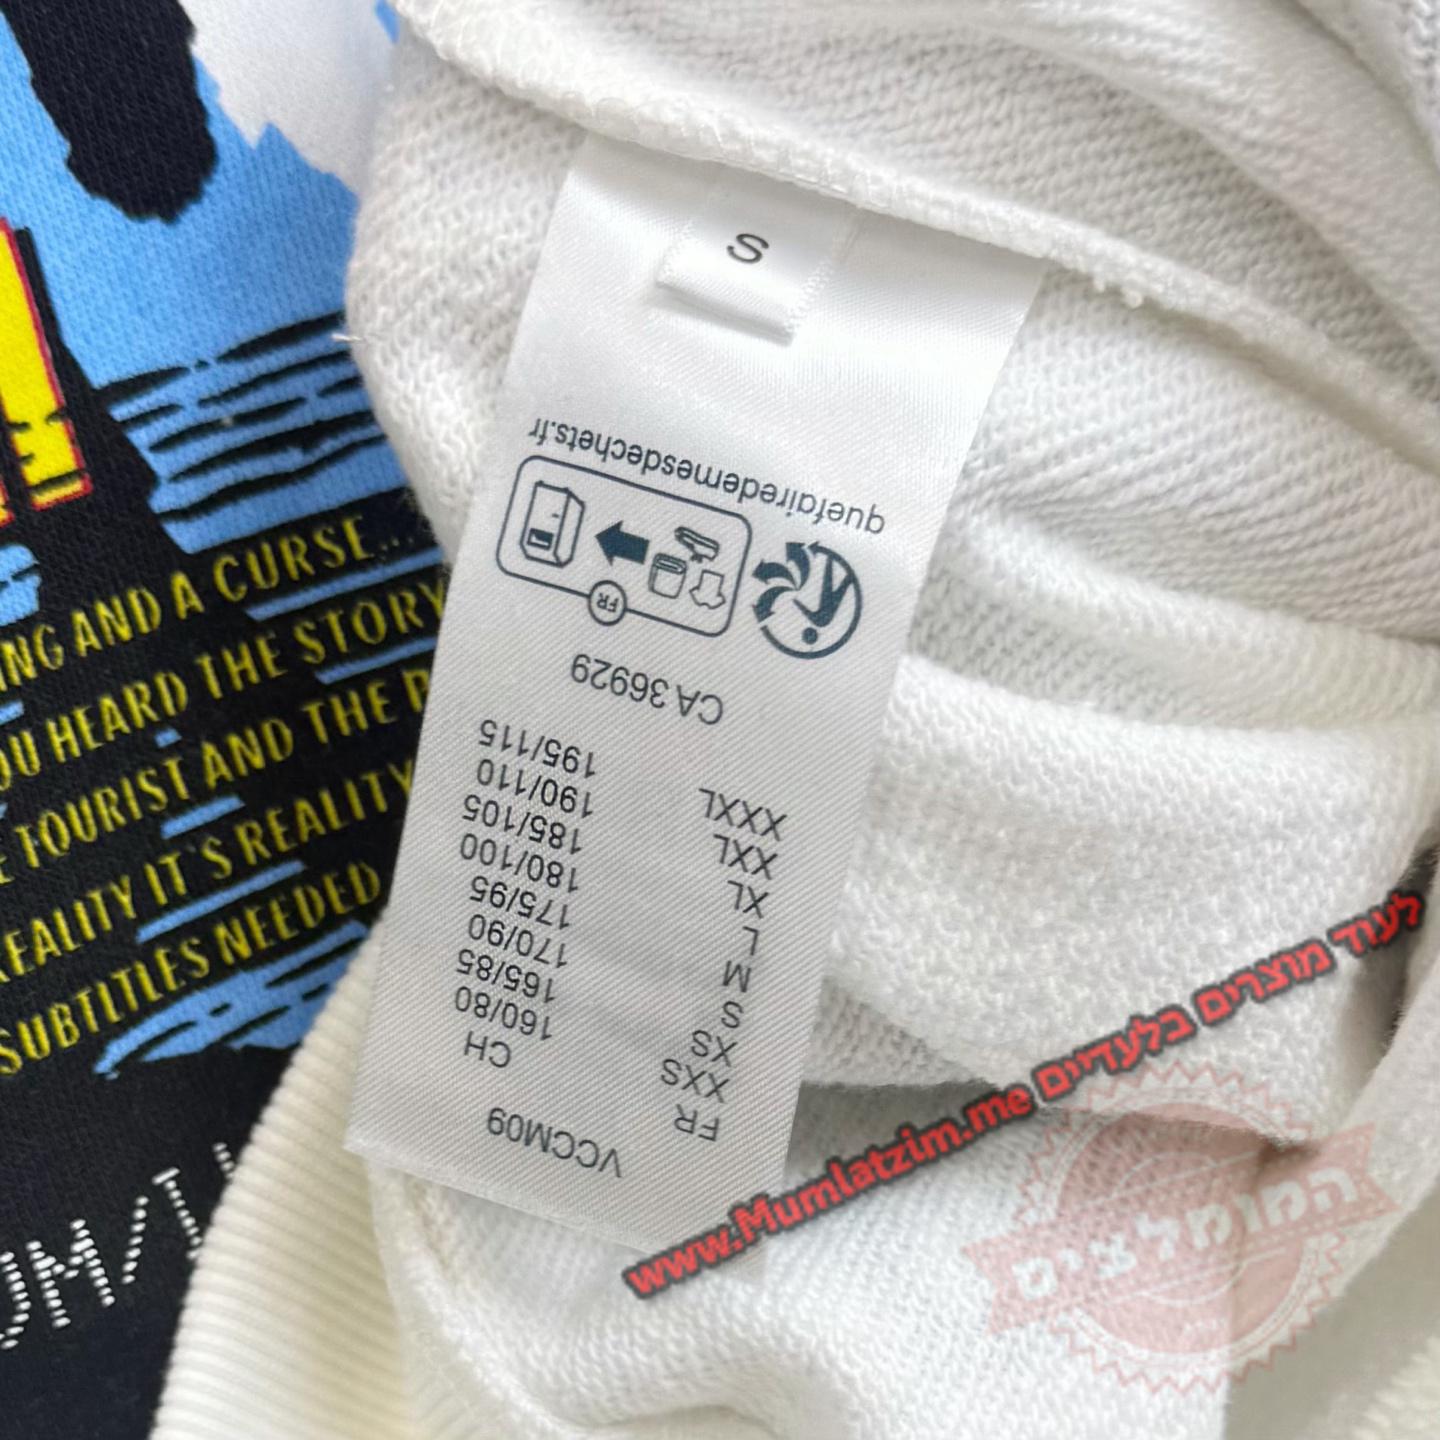 S
quefairedemesdechets.fr
FR
CA 36929
VCCM09
FR CH
XXS 160/80
XS 165/85
S 170/90
M 175/95
L 180/100
XL 185/105
XXL 190/110
XXXL 195/115
AND A CURSE...
HEARD THE STORY
TOURIST AND THE
REALITY IT'S REALITY
SUBTITLES NEEDED
לעוד מוצרים בלעדיים www.Mumlatzim.me
המומלצים